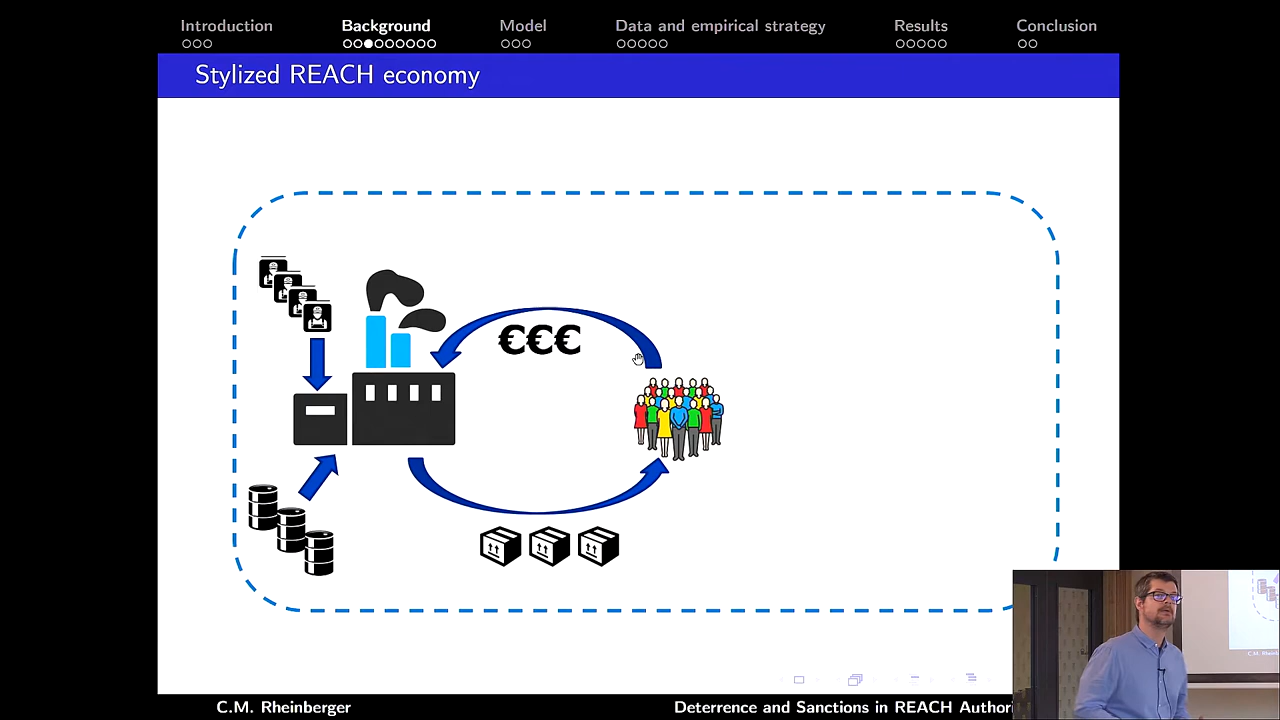 Introduction Background Model Data and empirical strategy Results Conclusion
Stylized REACH economy
€€€
C.M. Rheinberger Deterrence and Sanctions in REACH Authori